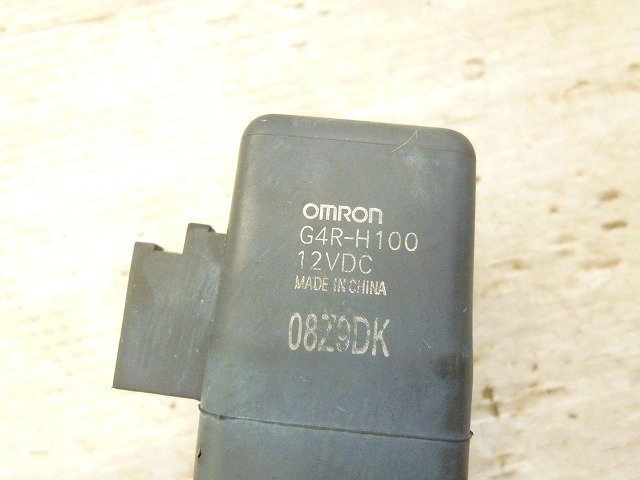 omron
G4R-H100
12VDC
MADE IN CHINA
08Z9DK